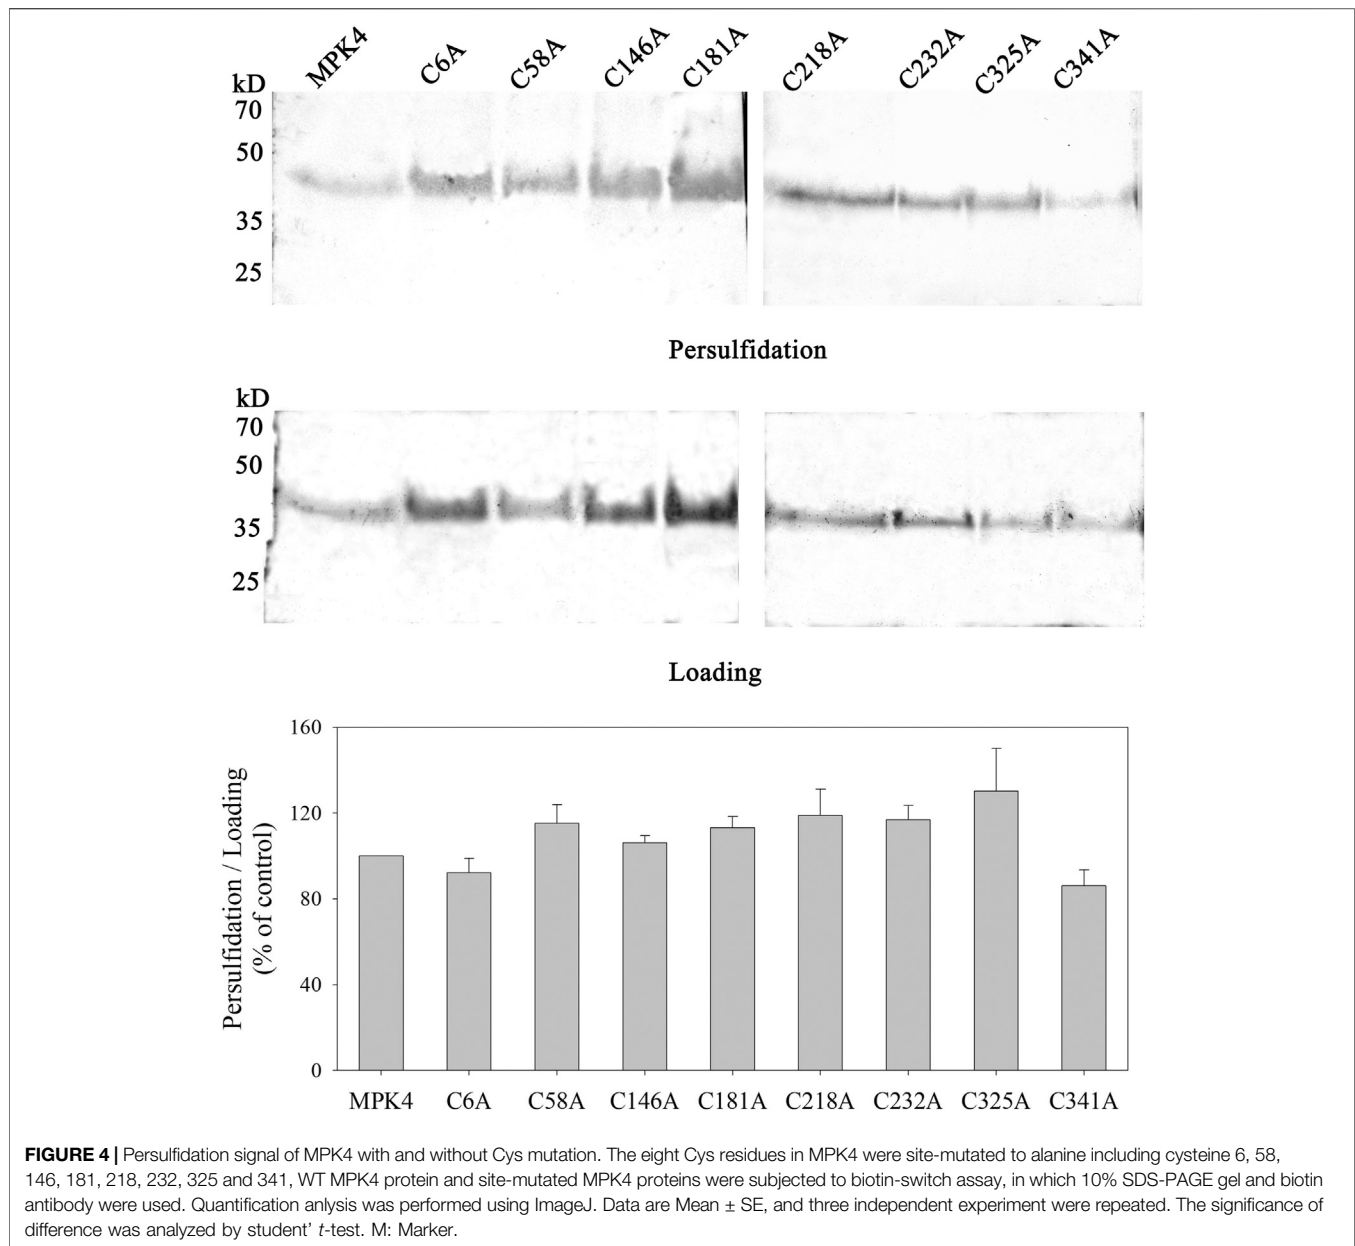 MPK4 C6A C58A C146A C181A C218A C232A C325A C341A
kD
70
50
35
25
Persulfidation
kD
70
50
35
25
Loading
Persulfidation / Loading
(% of control)
160
120
80
40
0
MPK4 C6A C58A C146A C181A C218A C232A C325A C341A
FIGURE 4 | Persulfidation signal of MPK4 with and without Cys mutation. The eight Cys residues in MPK4 were site-mutated to alanine including cysteine 6, 58,
146, 181, 218, 232, 325 and 341, WT MPK4 protein and site-mutated MPK4 proteins were subjected to biotin-switch assay, in which 10% SDS-PAGE gel and biotin
antibody were used. Quantification anlysis was performed using ImageJ. Data are Mean ± SE, and three independent experiment were repeated. The significance of
difference was analyzed by student’ t-test. M: Marker.